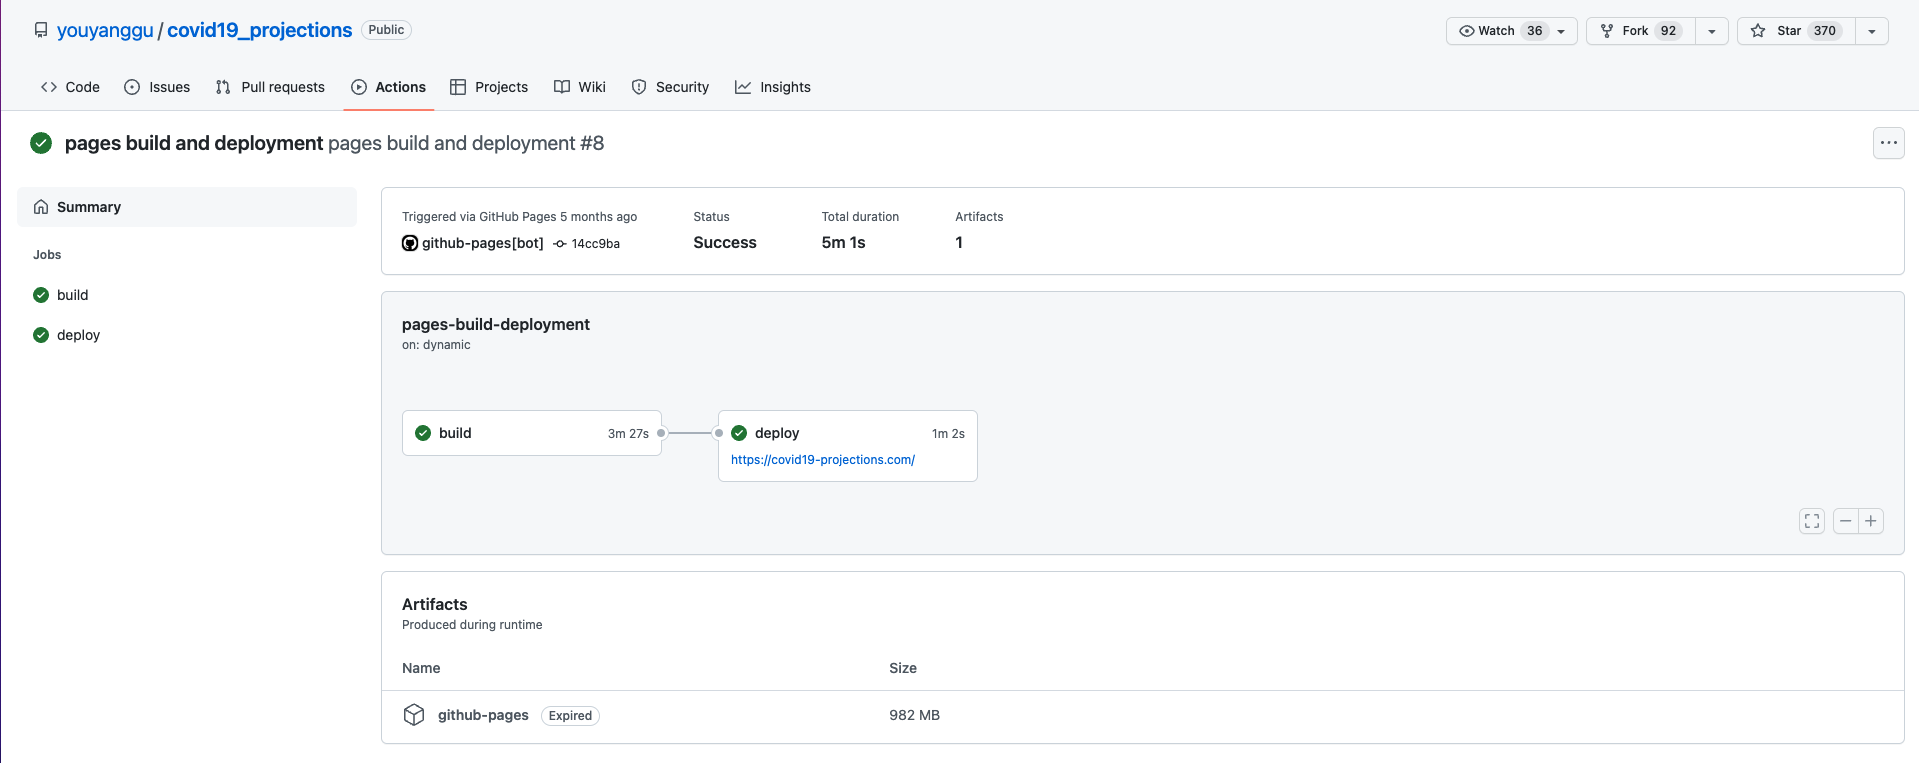 youyanggu / covid19_projections Public
Watch 36 Fork 92 Star 370
Code Issues Pull requests Actions Projects Wiki Security Insights
pages build and deployment pages build and deployment #8
Summary
Jobs
build
deploy
Triggered via GitHub Pages 5 months ago
github-pages[bot] 14cc9ba
Status
Success
Total duration
5m 1s
Artifacts
1
pages-build-deployment
on: dynamic
build 3m 27s
deploy 1m 2s
https://covid19-projections.com/
Artifacts
Produced during runtime
Name Size
github-pages Expired 982 MB